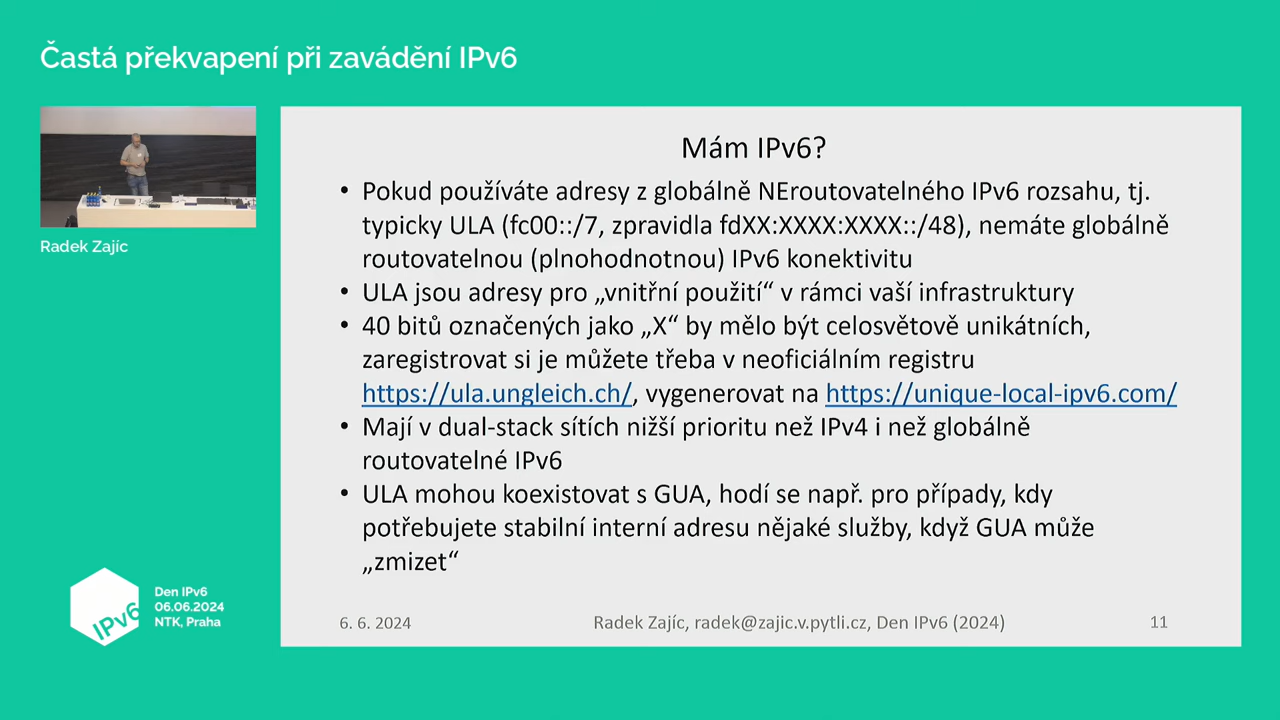 Častá překvapení při zavádění IPv6
Radek Zajíc
Mám IPv6?
• Pokud používáte adresy z globálně NEroutovatelného IPv6 rozsahu, tj.
typicky ULA (fc00::/7, zpravidla fdXX:XXXX:XXXX::/48), nemáte globálně
routovatelnou (plnohodnotnou) IPv6 konektivitu
• ULA jsou adresy pro „vnitřní použití“ v rámci vaší infrastruktury
• 40 bitů označených jako „X“ by mělo být celosvětově unikátních,
zaregistrovat si je můžete třeba v neoficiálním registru
https://ula.ungleich.ch/, vygenerovat na https://unique-local-ipv6.com/
• Mají v dual-stack sítích nižší prioritu než IPv4 i než globálně
routovatelné IPv6
• ULA mohou koexistovat s GUA, hodí se např. pro případy, kdy
potřebujete stabilní interní adresu nějaké služby, když GUA může
„zmizet“
6. 6. 2024
Radek Zajíc, radek@zajic.v.pytli.cz, Den IPv6 (2024)
11
IPv6
Den IPv6
06.06.2024
NTK, Praha